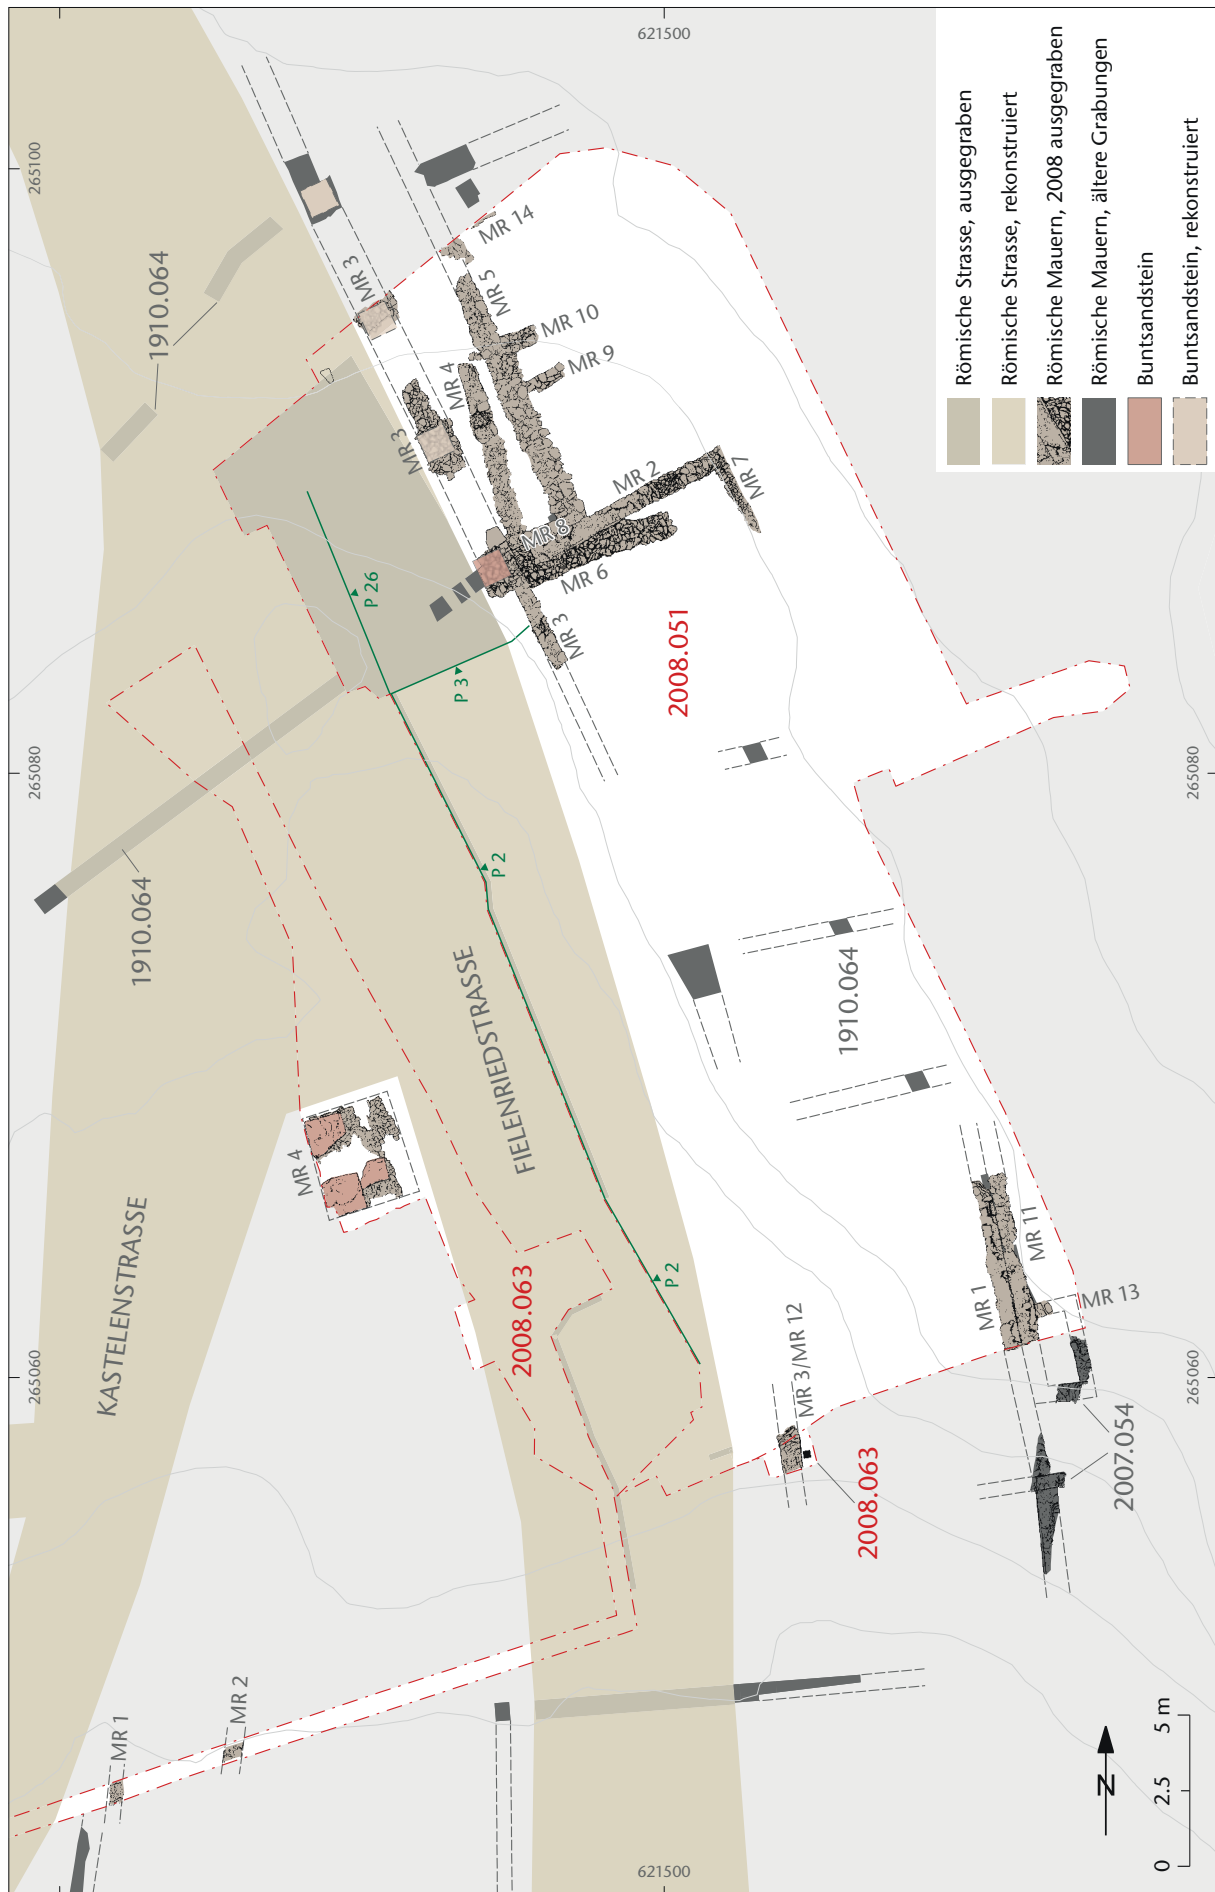 621500
265100
1910.064
MR 3
MR 14
MR 5
MR 10
MR 9
MR 4
MR 3
MR 2
MR 7
MR 8
MR 6
MR 3
P 26
P 3
2008.051
265080
265080
1910.064
P 2
FIELENRIEDSTRASSE
1910.064
MR 4
KASTELENSTRASSE
2008.063
P 2
MR 1
MR 11
MR 13
MR 3/MR 12
265060
265060
2008.063
2007.054
MR 2
MR 1
621500
N
0
2.5
5 m
Römische Strasse, ausgegraben
Römische Strasse, rekonstruiert
Römische Mauern, 2008 ausgegraben
Römische Mauern, ältere Grabungen
Buntsandstein
Buntsandstein, rekonstruiert